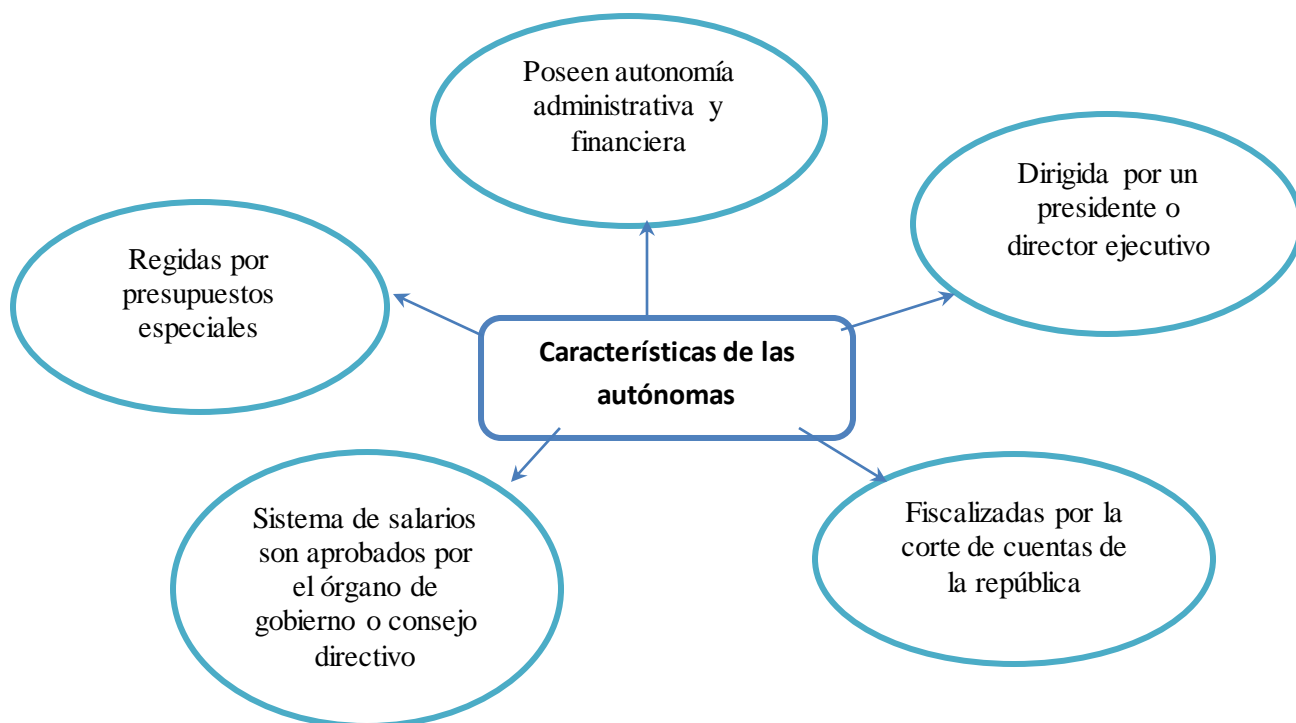 Poseen autonomía
administrativa y
financiera
Dirigida por un
presidente o
director ejecutivo
Regidas por
presupuestos
especiales
Características de las
autónomas
Sistema de salarios
son aprobados por
el órgano de
gobierno o consejo
directivo
Fiscalizadas por la
corte de cuentas de
la república